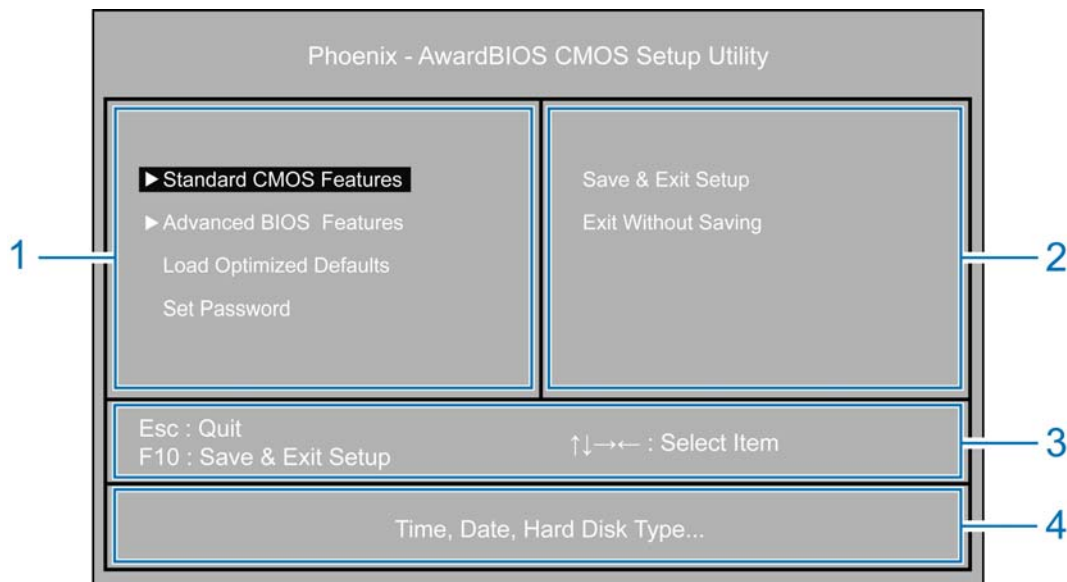 Phoenix - AwardBIOS CMOS Setup Utility
▶Standard CMOS Features
▶Advanced BIOS Features
Load Optimized Defaults
Set Password
Save & Exit Setup
Exit Without Saving
1
2
Esc : Quit
F10 : Save & Exit Setup
↑↓→← : Select Item
3
Time, Date, Hard Disk Type...
4